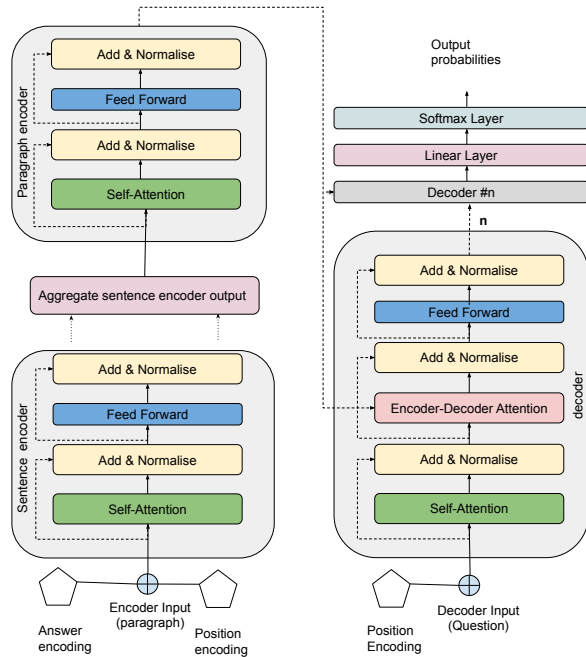 Paragraph encoder
Add & Normalise
Feed Forward
Add & Normalise
Self-Attention
Aggregate sentence encoder output
Sentence encoder
Add & Normalise
Feed Forward
Add & Normalise
Self-Attention
Answer
encoding
Encoder Input
(paragraph)
Position
encoding
Output
probabilities
Softmax Layer
Linear Layer
Decoder #n
n
Add & Normalise
Feed Forward
Add & Normalise
Encoder-Decoder Attention
Add & Normalise
Self-Attention
decoder
Position
Encoding
Decoder Input
(Question)